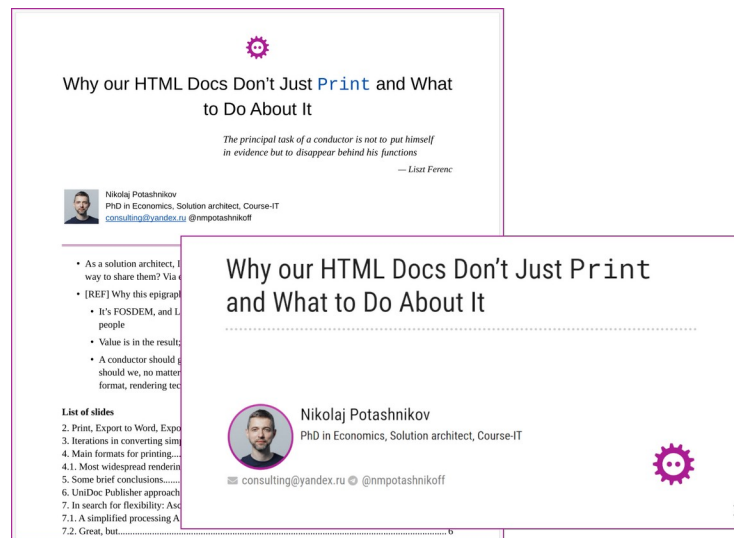 Why our HTML Docs Don't Just Print and What
to Do About It
The principal task of a conductor is not to put himself
in evidence but to disappear behind his functions
— Liszt Ferenc
Nikolaj Potashnikov
PhD in Economics, Solution architect, Course-IT
consulting@yandex.ru @nmpotashnikoff
• As a solution architect, I
way to share them? Via
• [REF] Why this epigrap
• It's FOSDEM, and L
people
• Value is in the result;
• A conductor should g
should we, no matter
format, rendering tec
List of slides
2. Print, Export to Word, Expo
3. Iterations in converting sim
4. Main formats for printing....
4.1. Most widespread renderin
5. Some brief conclusions.......
6. UniDoc Publisher approach
7. In search for flexibility: Asc
7.1. A simplified processing A
7.2. Great, but.................................................................. 6
Why our HTML Docs Don't Just Print
and What to Do About It
Nikolaj Potashnikov
PhD in Economics, Solution architect, Course-IT
consulting@yandex.ru @nmpotashnikoff